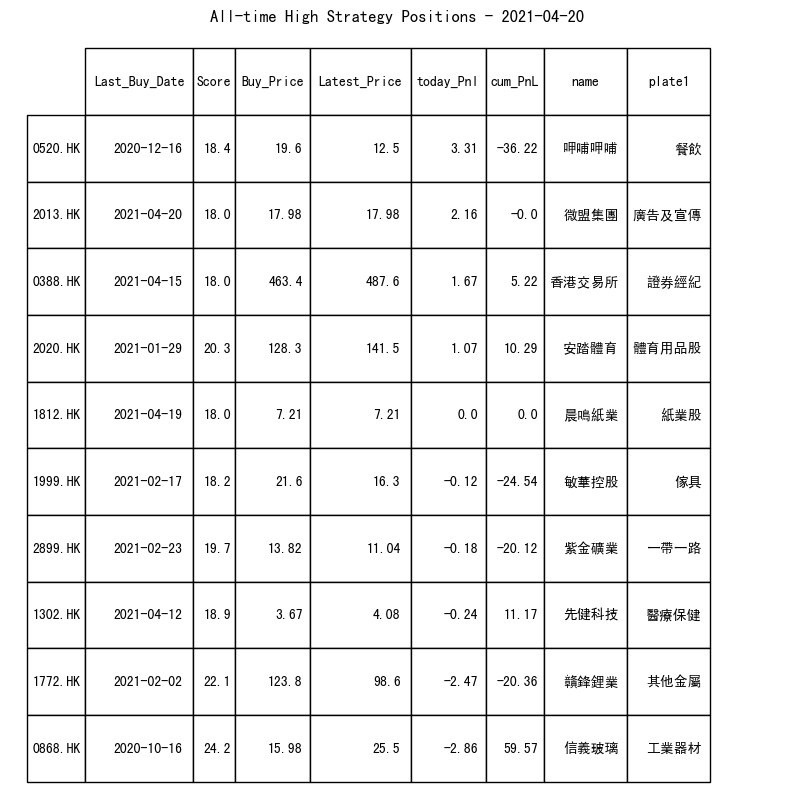 All-time High Strategy Positions - 2021-04-20
Last_Buy_Date Score Buy_Price Latest_Price today_Pnl cum_PnL name plate1
0520.HK 2020-12-16 18.4 19.6 12.5 3.31 -36.22 呷哺呷哺 餐飲
2013.HK 2021-04-20 18.0 17.98 17.98 2.16 -0.0 微盟集團 廣告及宣傳
0388.HK 2021-04-15 18.0 463.4 487.6 1.67 5.22 香港交易所 證券經紀
2020.HK 2021-01-29 20.3 128.3 141.5 1.07 10.29 安踏體育 體育用品股
1812.HK 2021-04-19 18.0 7.21 7.21 0.0 0.0 晨鳴紙業 紙業股
1999.HK 2021-02-17 18.2 21.6 16.3 -0.12 -24.54 敏華控股 傢具
2899.HK 2021-02-23 19.7 13.82 11.04 -0.18 -20.12 紫金礦業 一帶一路
1302.HK 2021-04-12 18.9 3.67 4.08 -0.24 11.17 先健科技 醫療保健
1772.HK 2021-02-02 22.1 123.8 98.6 -2.47 -20.36 贛鋒鋰業 其他金屬
0868.HK 2020-10-16 24.2 15.98 25.5 -2.86 59.57 信義玻璃 工業器材